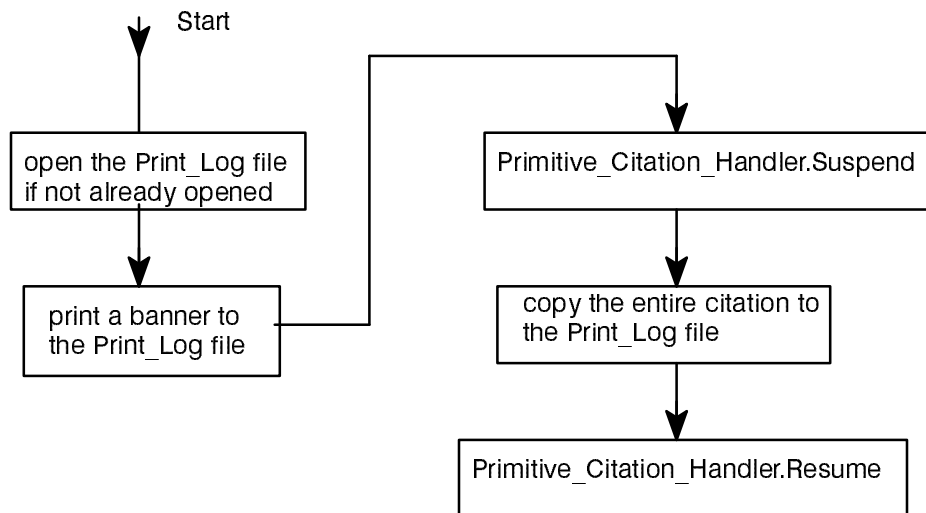 Start
open the Print_Log file
if not already opened
print a banner to
the Print_Log file
Primitive_Citation_Handler.Suspend
copy the entire citation to
the Print_Log file
Primitive_Citation_Handler.Resume